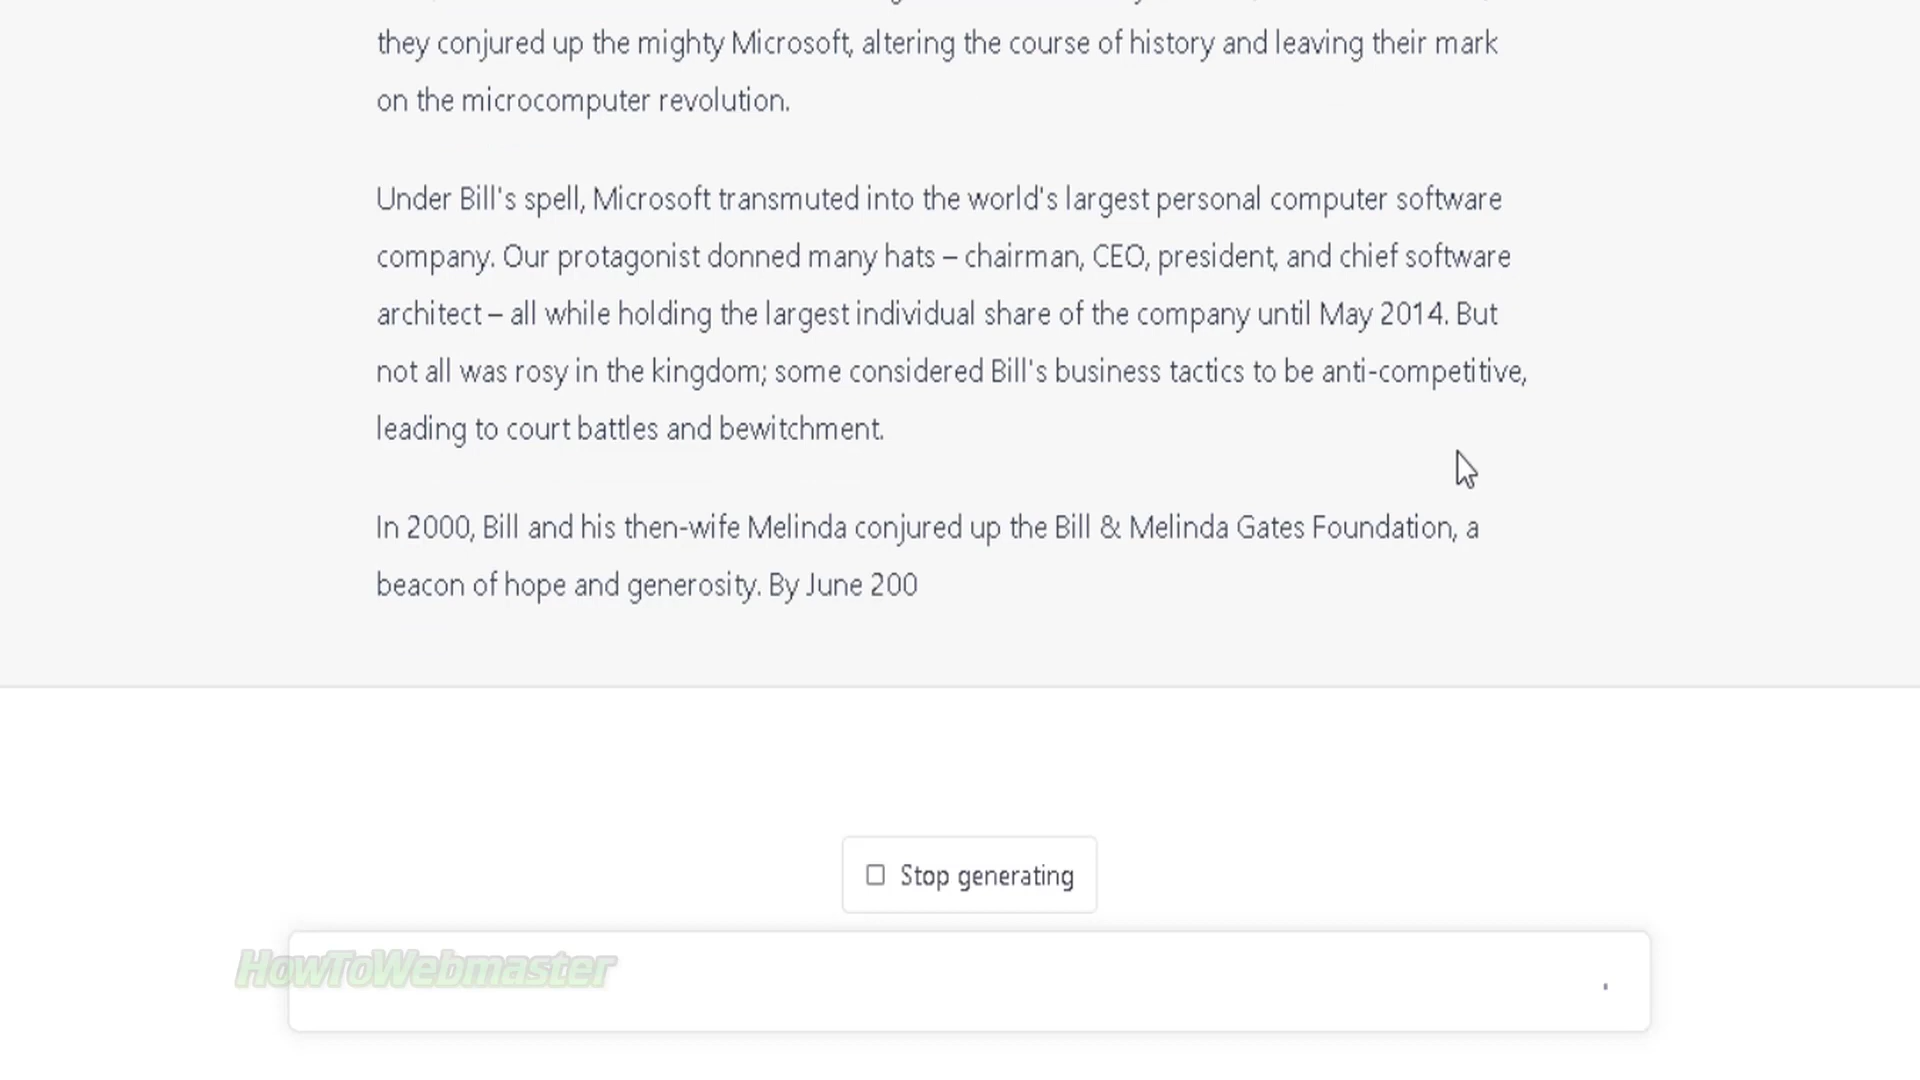 they conjured up the mighty Microsoft, altering the course of history and leaving their mark
on the microcomputer revolution.
Under Bill's spell, Microsoft transmuted into the world's largest personal computer software
company. Our protagonist donned many hats – chairman, CEO, president, and chief software
architect – all while holding the largest individual share of the company until May 2014. But
not all was rosy in the kingdom; some considered Bill's business tactics to be anti-competitive,
leading to court battles and bewitchment.
In 2000, Bill and his then-wife Melinda conjured up the Bill & Melinda Gates Foundation, a
beacon of hope and generosity. By June 200
Stop generating
HowToWebmaster